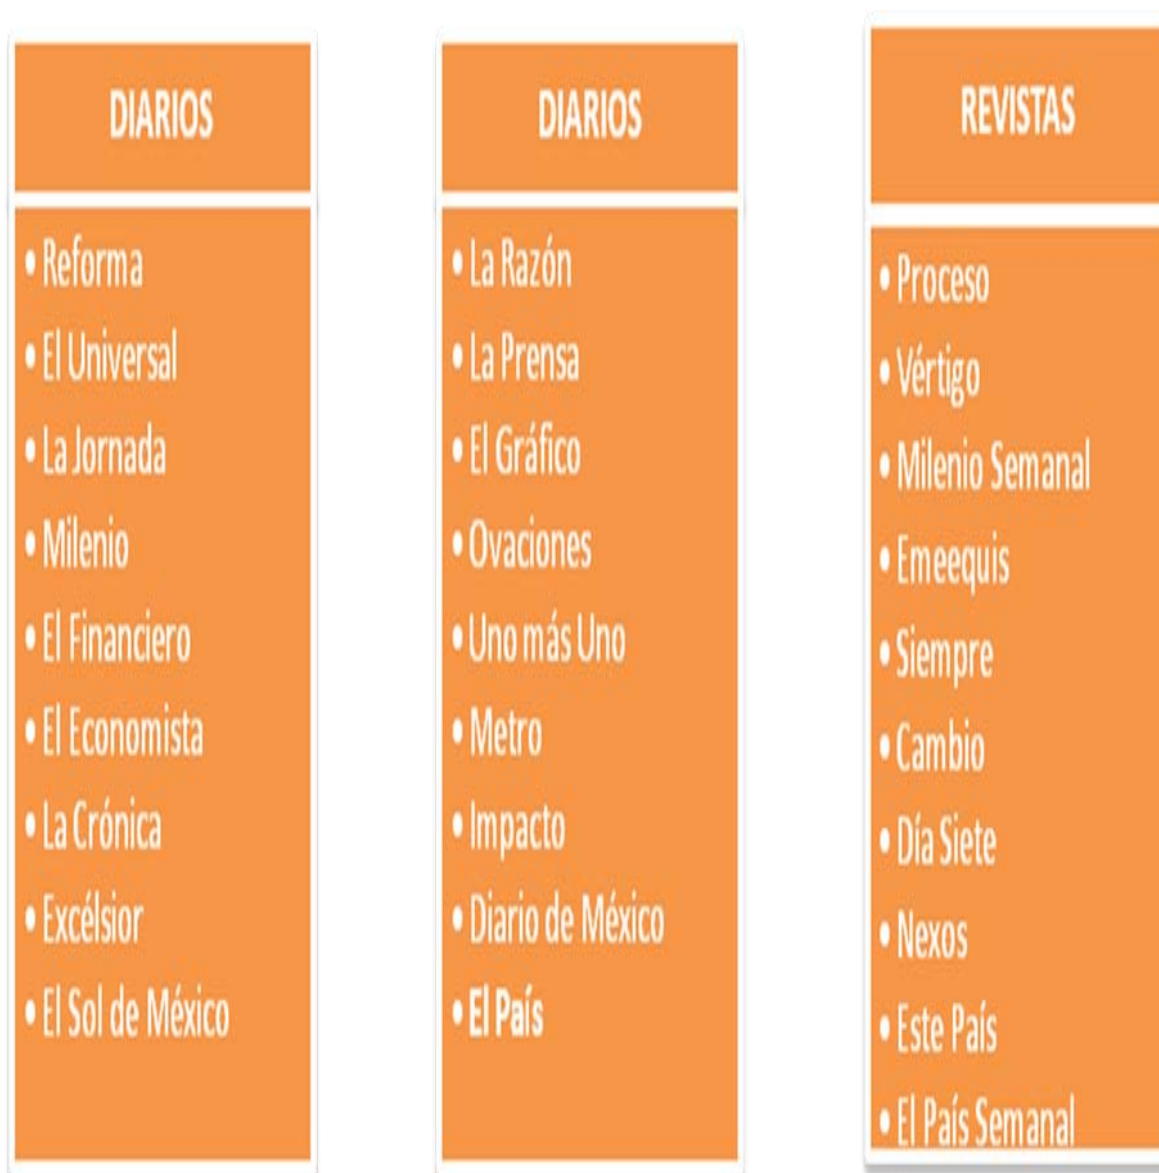 DIARIOS
• Reforma
• El Universal
• La Jornada
• Milenio
• El Financiero
• El Economista
• La Crónica
• Excélsior
• El Sol de México
DIARIOS
• La Razón
• La Prensa
• El Gráfico
• Ovaciones
• Uno más Uno
• Metro
• Impacto
• Diario de México
• El País
REVISTAS
• Proceso
• Vértigo
• Milenio Semanal
• Emeequis
• Siempre
• Cambio
• Día Siete
• Nexos
• Este País
• El País Semanal